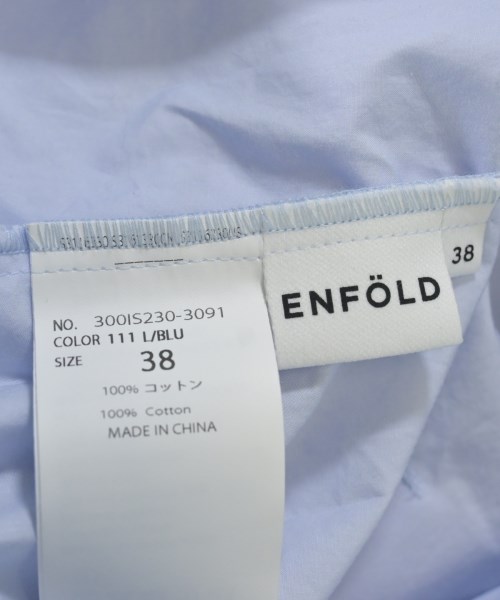 NO. 300IS230-3091
COLOR 111 L/BLU
SIZE 38
100% コットン
100% Cotton
MADE IN CHINA
ENFÖLD
38